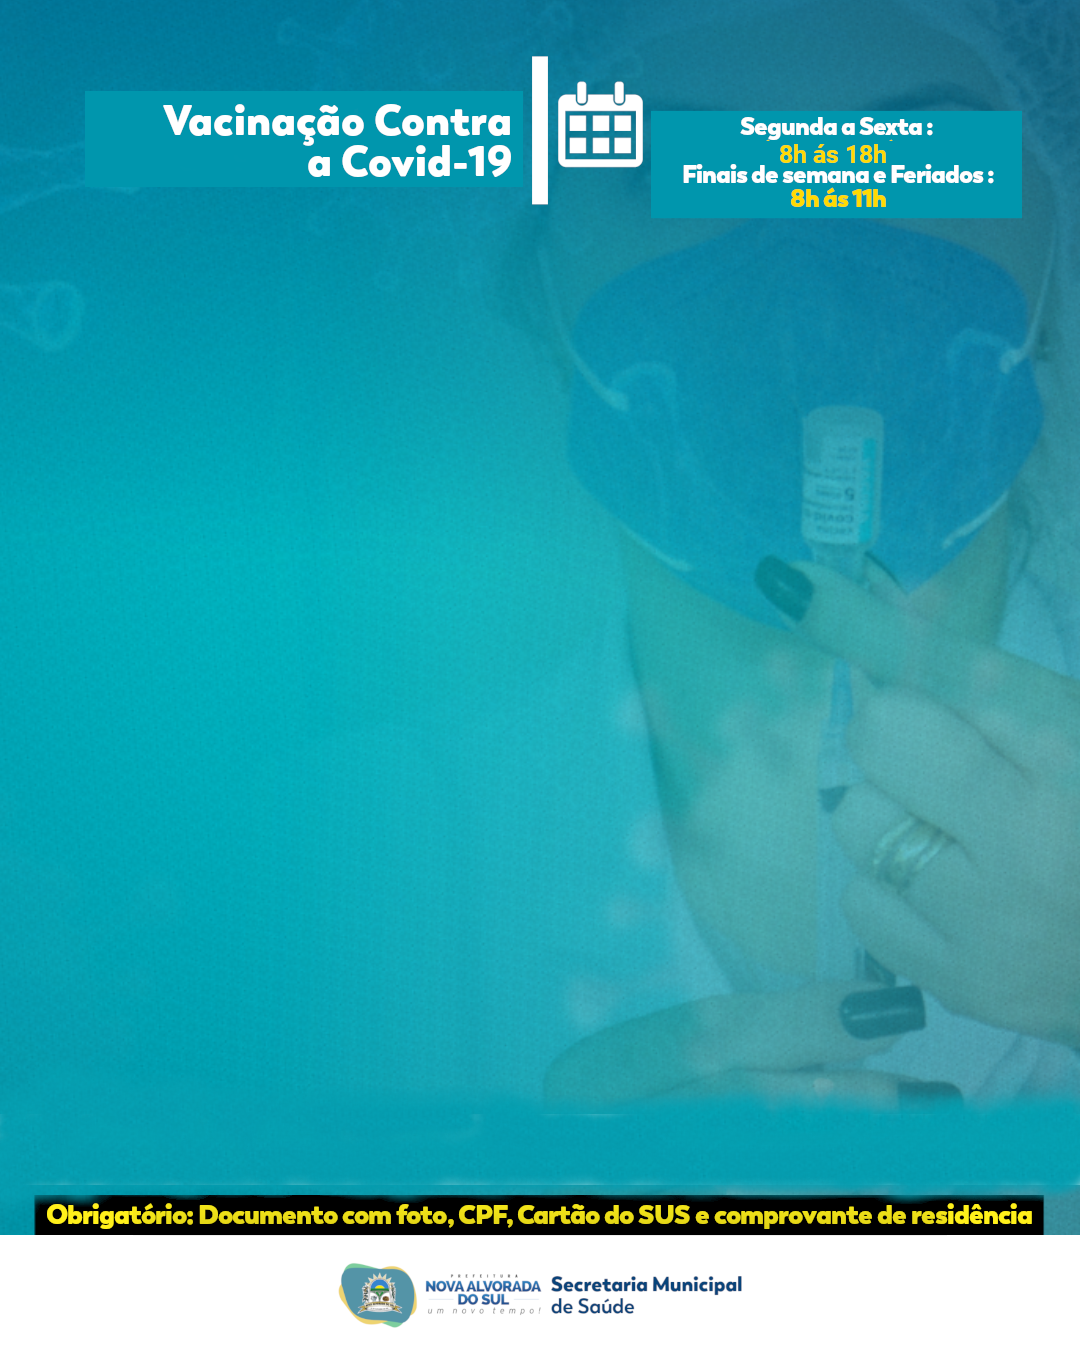 Vacinação Contra
a Covid-19
Segunda a Sexta :
8h ás 18h
Finais de semana e Feriados :
8h ás 11h
Obrigatório: Documento com foto, CPF, Cartão do SUS e comprovante de residência
PREFEITURA
NOVA ALVORADA
DO SUL
um novo tempo!
Secretaria Municipal
de Saúde